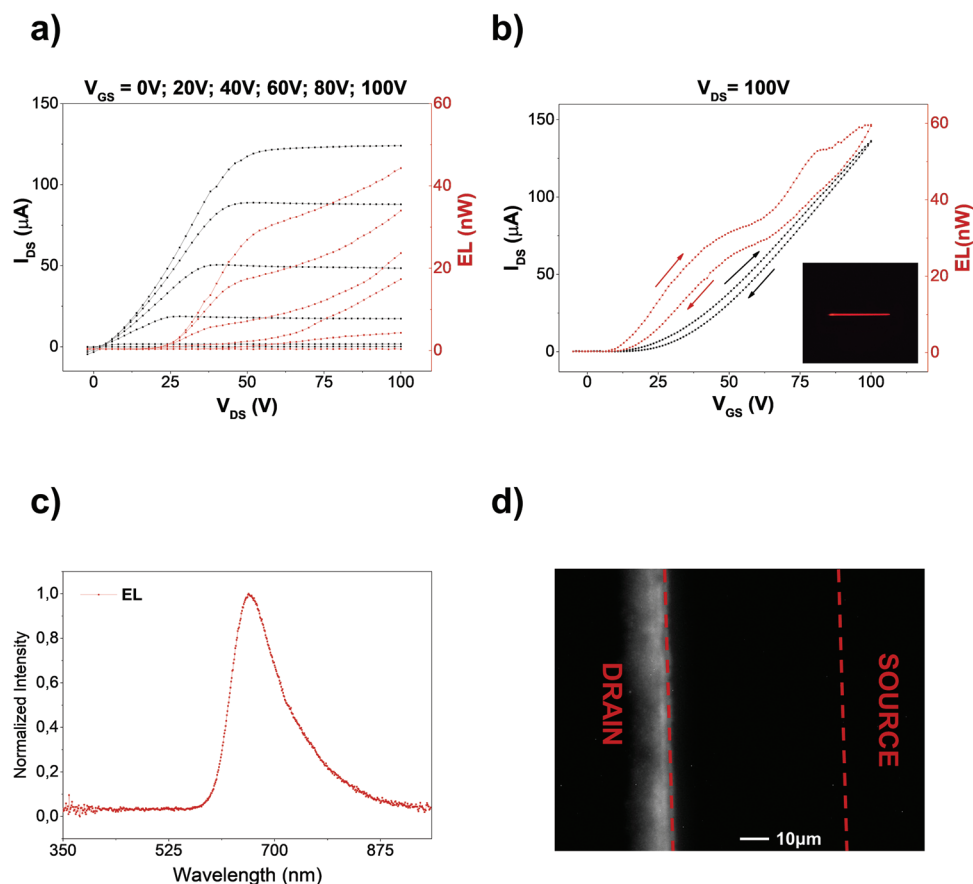 a)
V_GS = 0V; 20V; 40V; 60V; 80V; 100V
150
100
50
0
I_DS (μA)
0 25 50 75 100
V_DS (V)
60
40
20
0
EL (nW)
b)
V_DS= 100V
150
100
50
0
I_DS (μA)
0 25 50 75 100
V_GS (V)
60
40
20
0
EL(nW)
c)
EL
1,0
0,8
0,6
0,4
0,2
0,0
Normalized Intensity
350 525 700 875
Wavelength (nm)
d)
DRAIN
SOURCE
10μm